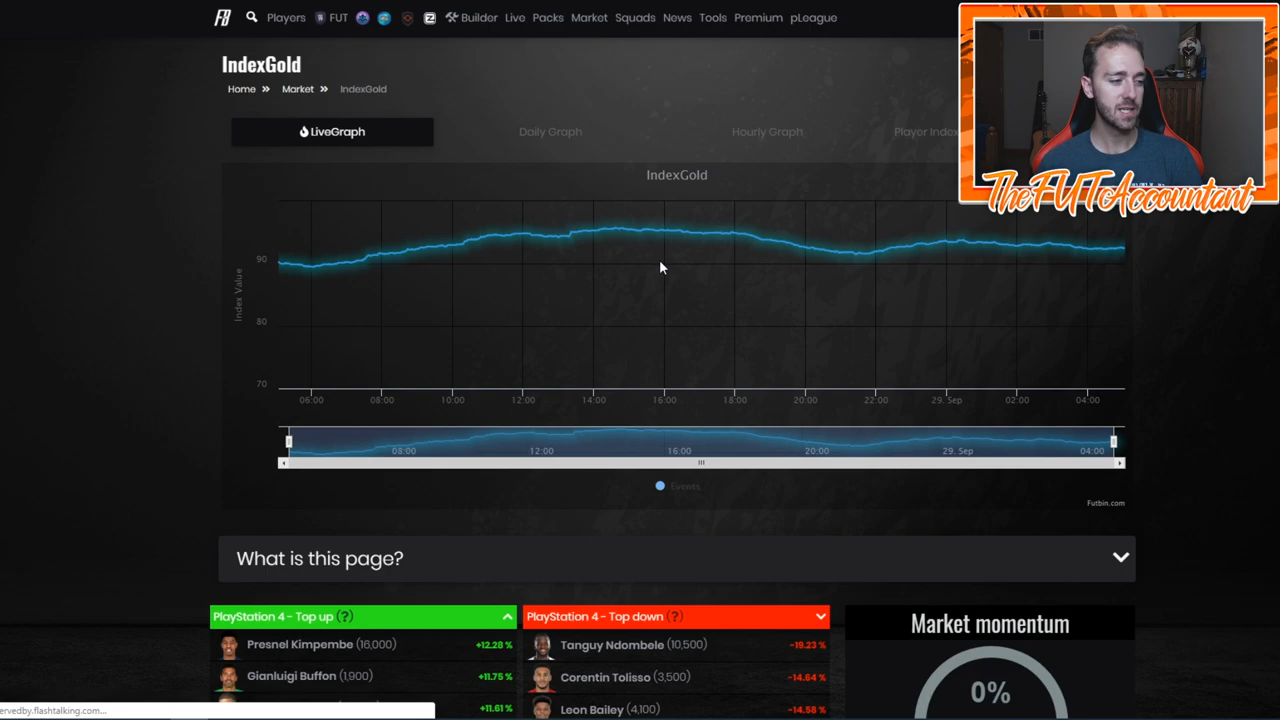 FB Players FUT Z Builder Live Packs Market Squads News Tools Premium pLeague
IndexGold
Home » Market » IndexGold
LiveGraph Daily Graph Hourly Graph Player Index
TheFUTAccountant
IndexGold
Index Value
90
80
70
06:00 08:00 10:00 12:00 14:00 16:00 18:00 20:00 22:00 29. Sep 02:00 04:00
08:00 12:00 16:00 20:00 29. Sep 04:00
Events
Futbin.com
What is this page?
PlayStation 4 - Top up (?) PlayStation 4 - Top down (?)
Market momentum
Presnel Kimpembe (16,000) +12.28 % Tanguy Ndombele (10,500) -19.23 %
Gianluigi Buffon (1,900) +11.75 % Corentin Tolisso (3,500) -14.64 %
0%
+11.61 % Leon Bailey (4,100) -14.58 %
ervedby.flashtalking.com...